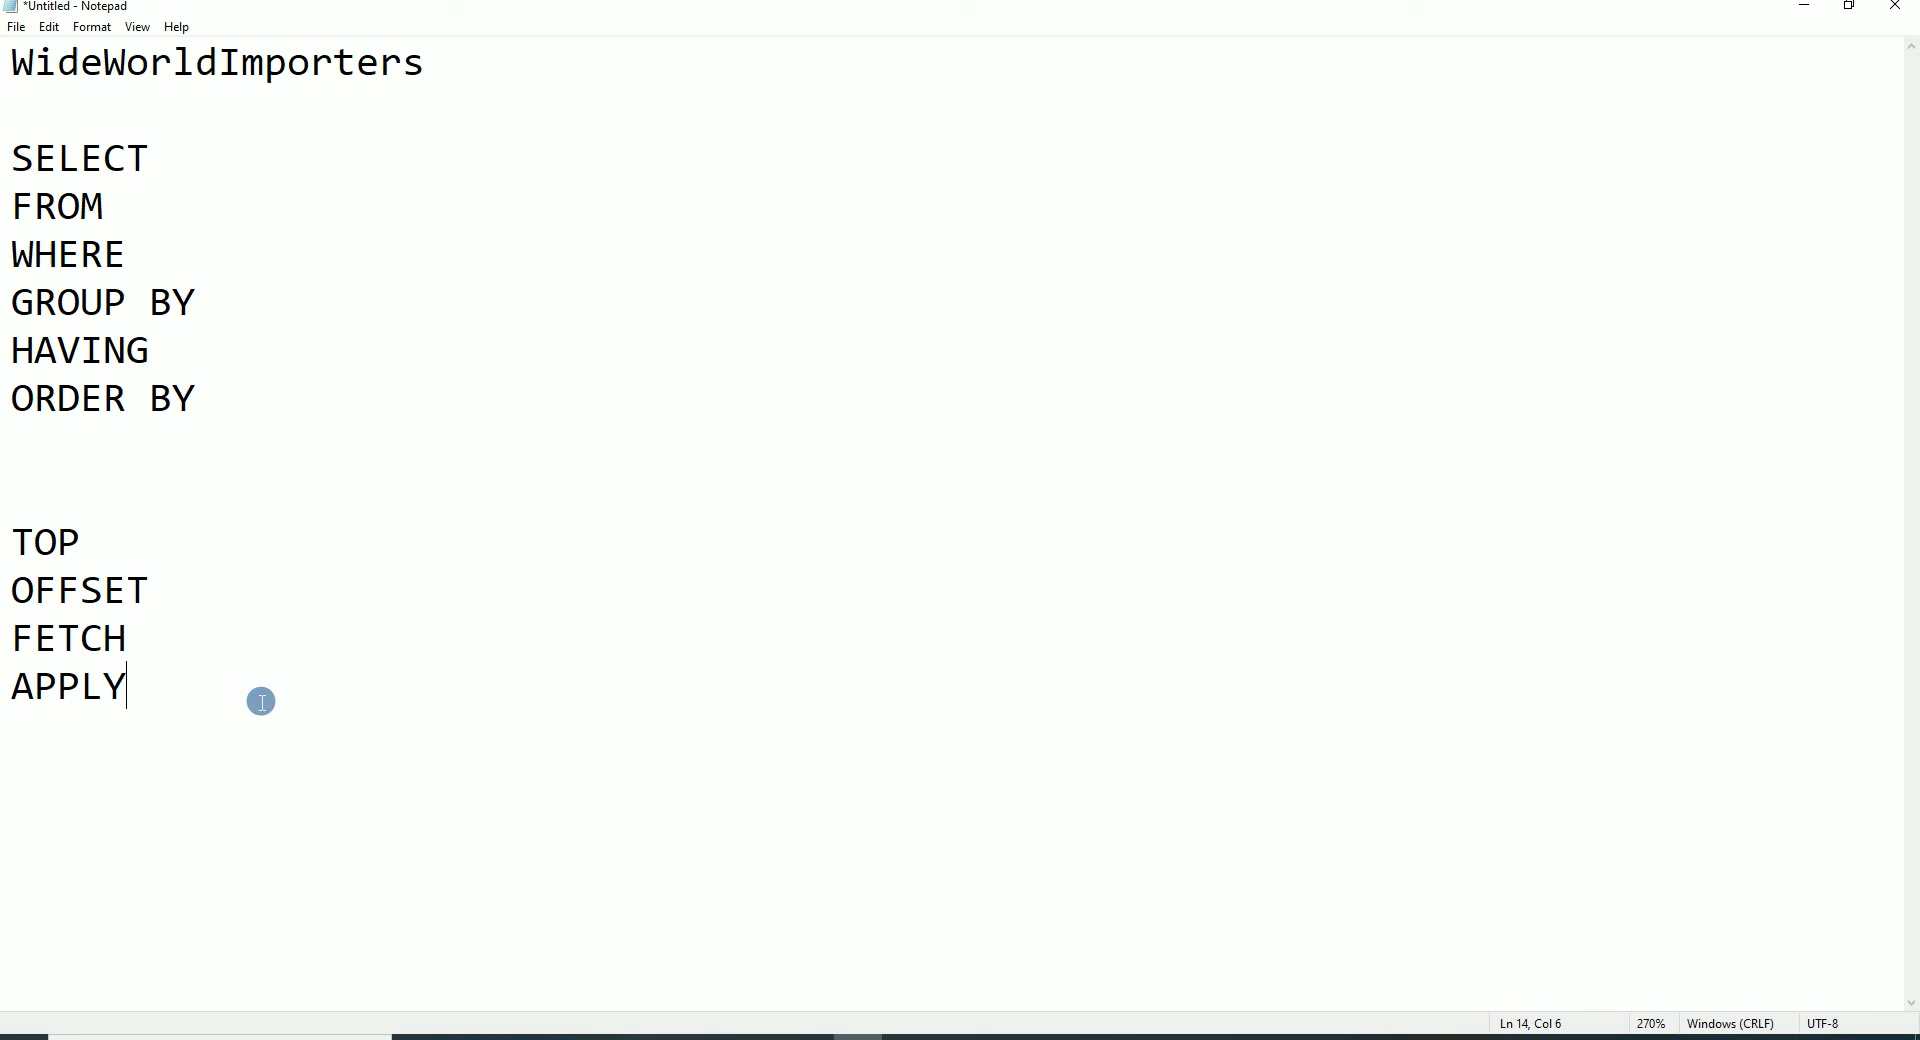 *Untitled - Notepad
File Edit Format View Help
WideWorldImporters
SELECT
FROM
WHERE
GROUP BY
HAVING
ORDER BY
TOP
OFFSET
FETCH
APPLY
Ln 14, Col 6 270% Windows (CRLF) UTF-8